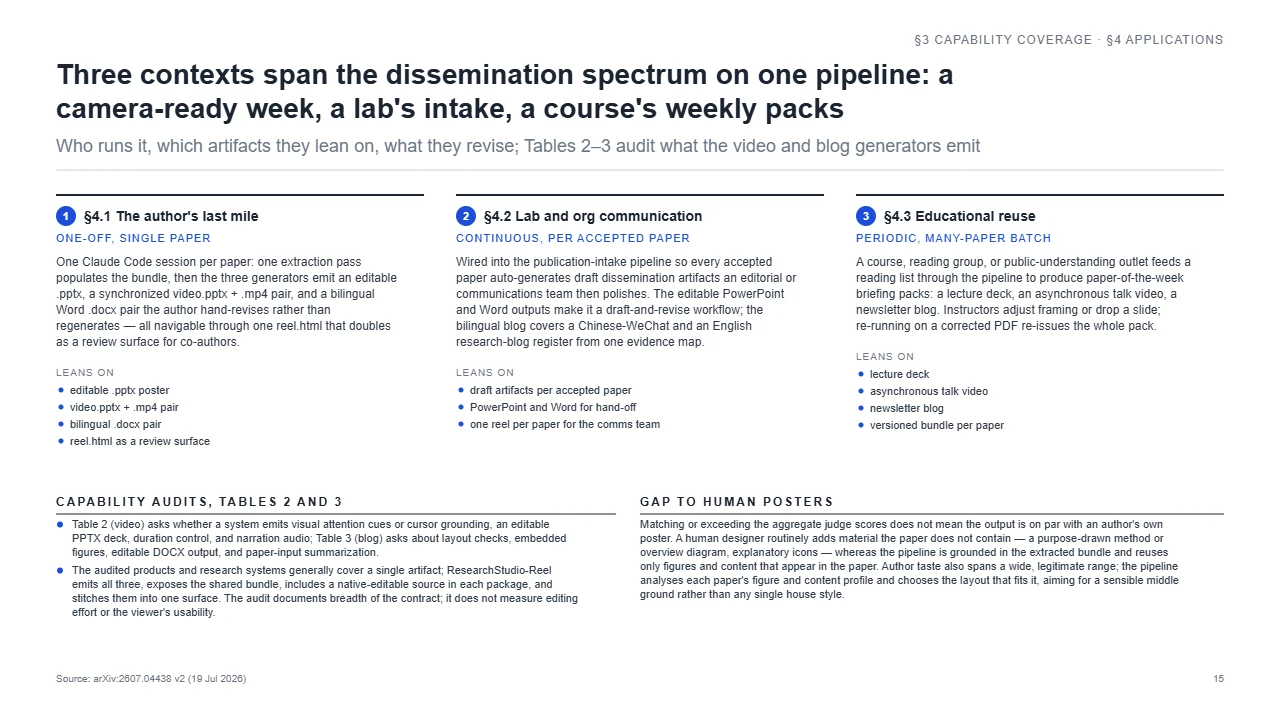 §3 CAPABILITY COVERAGE · §4 APPLICATIONS
Three contexts span the dissemination spectrum on one pipeline: a
camera-ready week, a lab's intake, a course's weekly packs
Who runs it, which artifacts they lean on, what they revise; Tables 2–3 audit what the video and blog generators emit
1 §4.1 The author's last mile
ONE-OFF, SINGLE PAPER
One Claude Code session per paper: one extraction pass
populates the bundle, then the three generators emit an editable
.pptx, a synchronized video.pptx + .mp4 pair, and a bilingual
Word .docx pair the author hand-revises rather than
regenerates — all navigable through one reel.html that doubles
as a review surface for co-authors.
LEANS ON
● editable .pptx poster
● video.pptx + .mp4 pair
● bilingual .docx pair
● reel.html as a review surface
2 §4.2 Lab and org communication
CONTINUOUS, PER ACCEPTED PAPER
Wired into the publication-intake pipeline so every accepted
paper auto-generates draft dissemination artifacts an editorial or
communications team then polishes. The editable PowerPoint
and Word outputs make it a draft-and-revise workflow; the
bilingual blog covers a Chinese-WeChat and an English
research-blog register from one evidence map.
LEANS ON
● draft artifacts per accepted paper
● PowerPoint and Word for hand-off
● one reel per paper for the comms team
3 §4.3 Educational reuse
PERIODIC, MANY-PAPER BATCH
A course, reading group, or public-understanding outlet feeds a
reading list through the pipeline to produce paper-of-the-week
briefing packs: a lecture deck, an asynchronous talk video, a
newsletter blog. Instructors adjust framing or drop a slide;
re-running on a corrected PDF re-issues the whole pack.
LEANS ON
● lecture deck
● asynchronous talk video
● newsletter blog
● versioned bundle per paper
CAPABILITY AUDITS, TABLES 2 AND 3
● Table 2 (video) asks whether a system emits visual attention cues or cursor grounding, an editable
PPTX deck, duration control, and narration audio; Table 3 (blog) asks about layout checks, embedded
figures, editable DOCX output, and paper-input summarization.
● The audited products and research systems generally cover a single artifact; ResearchStudio-Reel
emits all three, exposes the shared bundle, includes a native-editable source in each package, and
stitches them into one surface. The audit documents breadth of the contract; it does not measure editing
effort or the viewer's usability.
GAP TO HUMAN POSTERS
Matching or exceeding the aggregate judge scores does not mean the output is on par with an author's own
poster. A human designer routinely adds material the paper does not contain — a purpose-drawn method or
overview diagram, explanatory icons — whereas the pipeline is grounded in the extracted bundle and reuses
only figures and content that appear in the paper. Author taste also spans a wide, legitimate range; the pipeline
analyses each paper's figure and content profile and chooses the layout that fits it, aiming for a sensible middle
ground rather than any single house style.
Source: arXiv:2607.04438 v2 (19 Jul 2026)
15